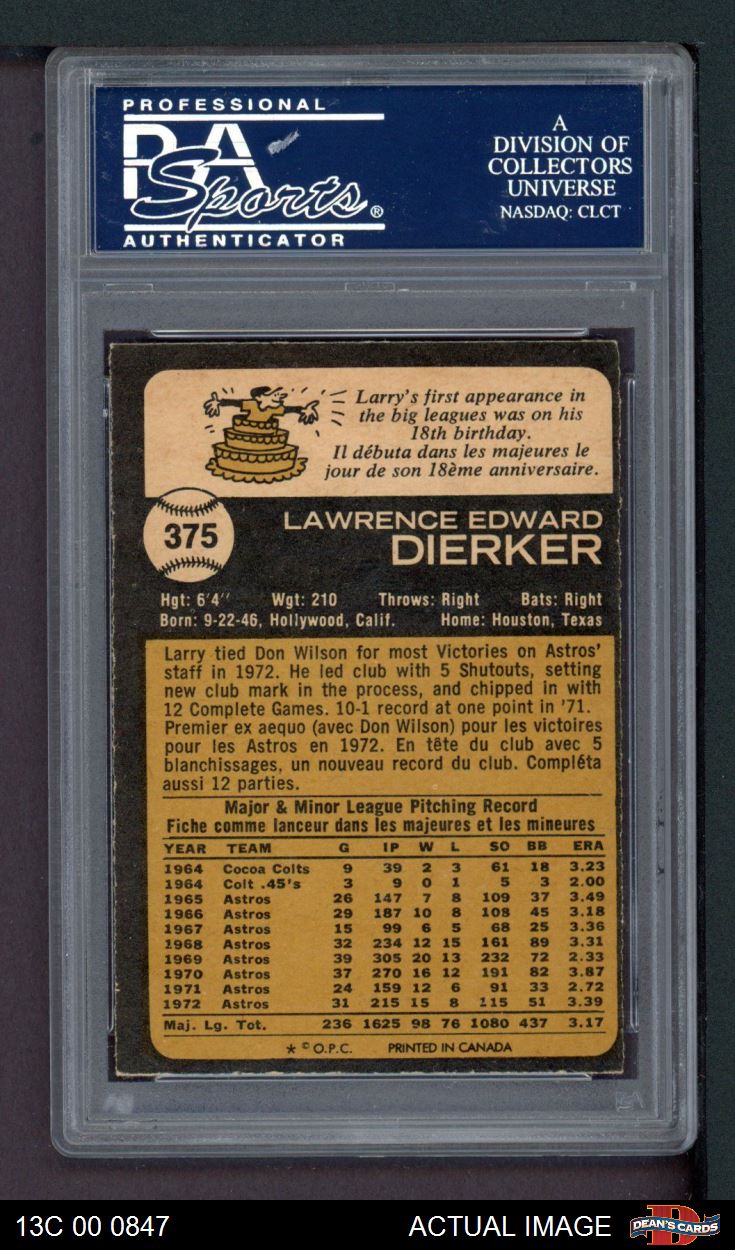 PROFESSIONAL
PSA
Sports®
AUTHENTICATOR
A
DIVISION OF
COLLECTORS
UNIVERSE
NASDAQ: CLCT
Larry's first appearance in
the big leagues was on his
18th birthday.
Il débuta dans les majeures le
jour de son 18ème anniversaire.
375
LAWRENCE EDWARD
DIERKER
Hgt: 6'4" Wgt: 210 Throws: Right Bats: Right
Born: 9-22-46, Hollywood, Calif. Home: Houston, Texas
Larry tied Don Wilson for most Victories on Astros'
staff in 1972. He led club with 5 Shutouts, setting
new club mark in the process, and chipped in with
12 Complete Games. 10-1 record at one point in '71.
Premier ex aequo (avec Don Wilson) pour les victoires
pour les Astros en 1972. En tête du club avec 5
blanchissages, un nouveau record du club. Compléta
aussi 12 parties.
Major & Minor League Pitching Record
Fiche comme lanceur dans les majeures et les mineures
YEAR TEAM G IP W L SO BB ERA
1964 Cocoa Colts 9 39 2 3 61 18 3.23
1964 Colt .45's 3 9 0 1 5 3 2.00
1965 Astros 26 147 7 8 109 37 3.49
1966 Astros 29 187 10 8 108 45 3.18
1967 Astros 15 99 6 5 68 25 3.36
1968 Astros 32 234 12 15 161 89 3.31
1969 Astros 39 305 20 13 232 72 2.33
1970 Astros 37 270 16 12 191 82 3.87
1971 Astros 24 159 12 6 91 33 2.72
1972 Astros 31 215 15 8 115 51 3.39
Maj. Lg. Tot. 236 1625 98 76 1080 437 3.17
* © O.P.C. PRINTED IN CANADA
13C 00 0847 ACTUAL IMAGE DEAN'S CARDS